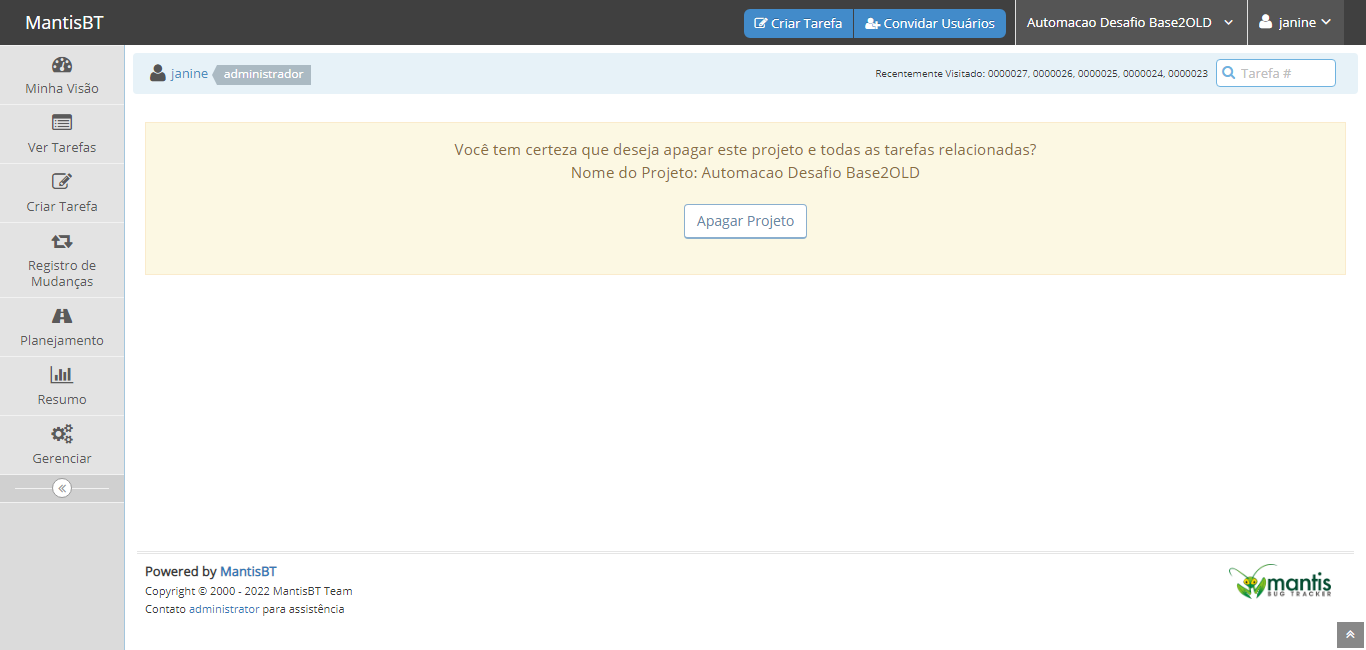 MantisBT
Criar Tarefa
Convidar Usuários
Automacao Desafio Base2OLD
janine
Minha Visão
Ver Tarefas
Criar Tarefa
Registro de
Mudanças
Planejamento
Resumo
Gerenciar
janine administrador
Recentemente Visitado: 0000027, 0000026, 0000025, 0000024, 0000023
Tarefa #
Você tem certeza que deseja apagar este projeto e todas as tarefas relacionadas?
Nome do Projeto: Automacao Desafio Base2OLD
Apagar Projeto
Powered by MantisBT
Copyright © 2000 - 2022 MantisBT Team
Contato administrator para assistência
mantis
BUG TRACKER